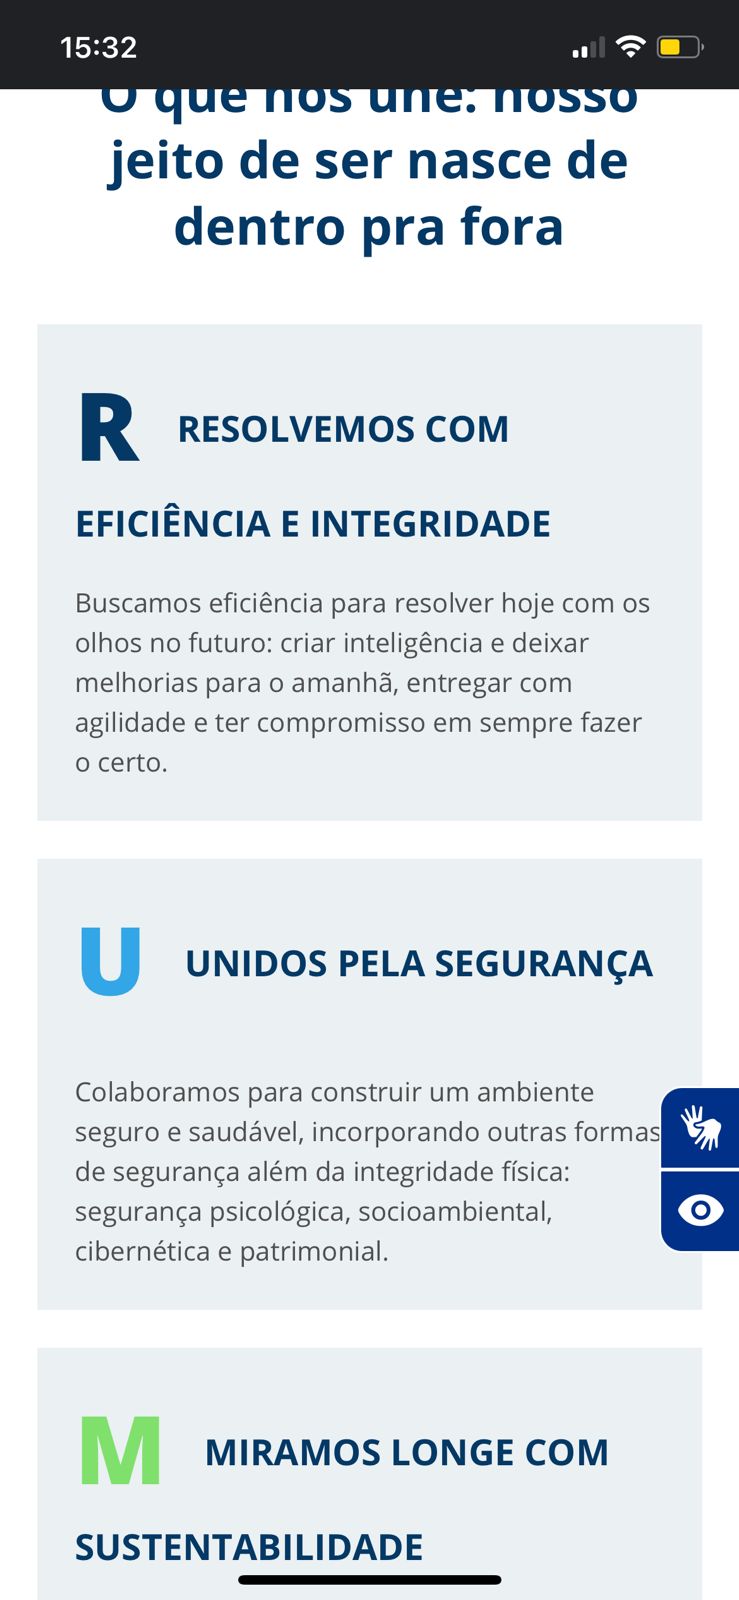 15:32
O que nos une: nosso
jeito de ser nasce de
dentro pra fora
R RESOLVEMOS COM
EFICIÊNCIA E INTEGRIDADE
Buscamos eficiência para resolver hoje com os
olhos no futuro: criar inteligência e deixar
melhorias para o amanhã, entregar com
agilidade e ter compromisso em sempre fazer
o certo.
U UNIDOS PELA SEGURANÇA
Colaboramos para construir um ambiente
seguro e saudável, incorporando outras formas
de segurança além da integridade física:
segurança psicológica, socioambiental,
cibernética e patrimonial.
M MIRAMOS LONGE COM
SUSTENTABILIDADE